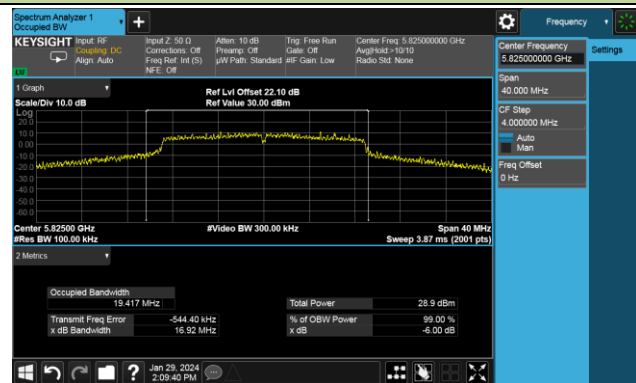 Spectrum Analyzer 1
Occupied BW
Frequency
KEYSIGHT
Input: RF
Coupling: DC
Align: Auto
Input Z: 50 Ω
Corrections: Off
Freq Ref: Int (S)
NFE: Off
Atten: 10 dB
Preamp: Off
µW Path: Standard
Trig: Free Run
Gate: Off
#IF Gain: Low
Center Freq: 5.825000000 GHz
Avg|Hold:>10/10
Radio Std: None
Center Frequency
5.825000000 GHz
Settings
Span
40.000 MHz
CF Step
4.000000 MHz
Auto
Man
Freq Offset
0 Hz
1 Graph
Scale/Div 10.0 dB
Ref Lvl Offset 22.10 dB
Ref Value 30.00 dBm
Log
20.0
10.0
0.00
-10.0
-20.0
-30.0
-40.0
-50.0
-60.0
Center 5.82500 GHz
#Res BW 100.00 kHz
#Video BW 300.00 kHz
Span 40 MHz
Sweep 3.87 ms (2001 pts)
2 Metrics
Occupied Bandwidth
19.417 MHz
Total Power 28.9 dBm
Transmit Freq Error -544.40 kHz
% of OBW Power 99.00 %
x dB Bandwidth 16.92 MHz
x dB -6.00 dB
Jan 29, 2024
2:09:40 PM